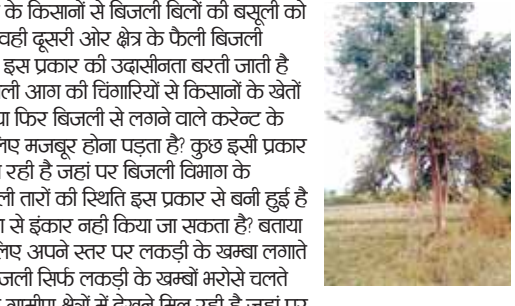 के किसानों से बिजली बिलों की बसूली को
वही दूसरी ओर क्षेत्र के फैली बिजली
इस प्रकार की उदासीनता बरती जाती है
ली आग की चिंगारियों से किसानों के खेतों
या फिर बिजली से लगने वाले करेन्ट के
लिए मजबूर होना पड़ता है? कुछ इसी प्रकार
रही है जहां पर बिजली विभाग के
ली तारों की स्थिति इस प्रकार से बनी हुई है
से इंकार नही किया जा सकता है? बताया
लिए अपने स्तर पर लकड़ी के खम्बा लगाते
जली सिर्फ लकड़ी के खम्बों भरोसे चलते
ग्रामीण क्षेत्रों में देखने मिल रही है जहां पर